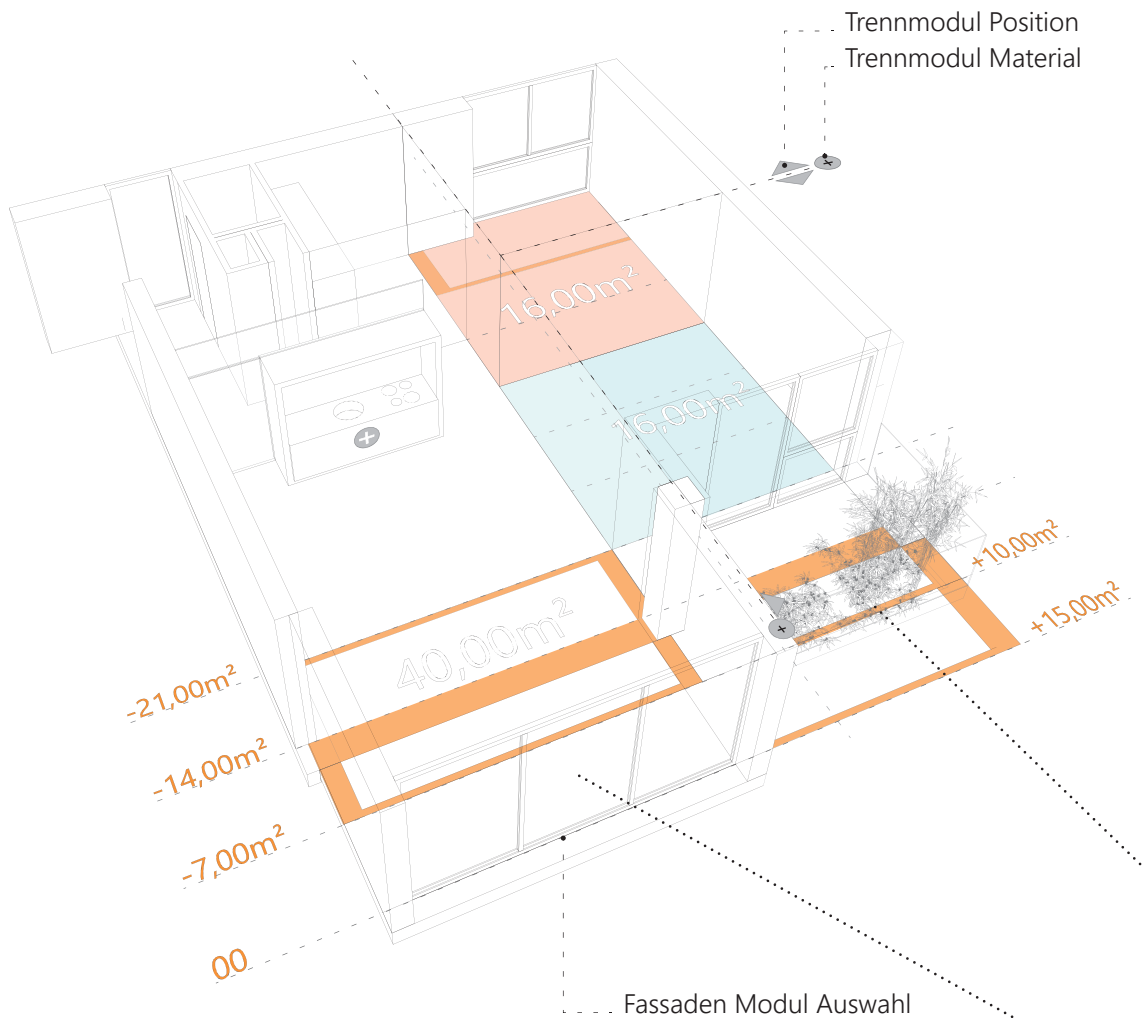 Trennmodul Position
Trennmodul Material
16,00m²
16,00m²
+10,00m²
+15,00m²
40,00m²
-21,00m²
-14,00m²
-7,00m²
00
Fassaden Modul Auswahl